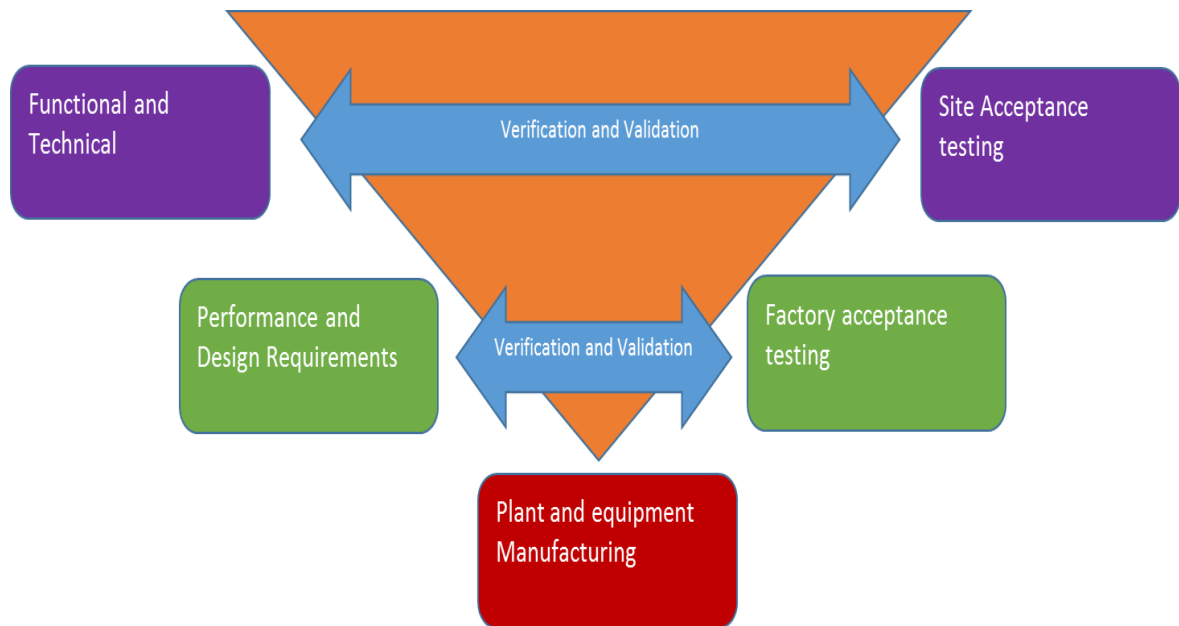 Functional and
Technical
Verification and Validation
Site Acceptance
testing
Performance and
Design Requirements
Verification and Validation
Factory acceptance
testing
Plant and equipment
Manufacturing